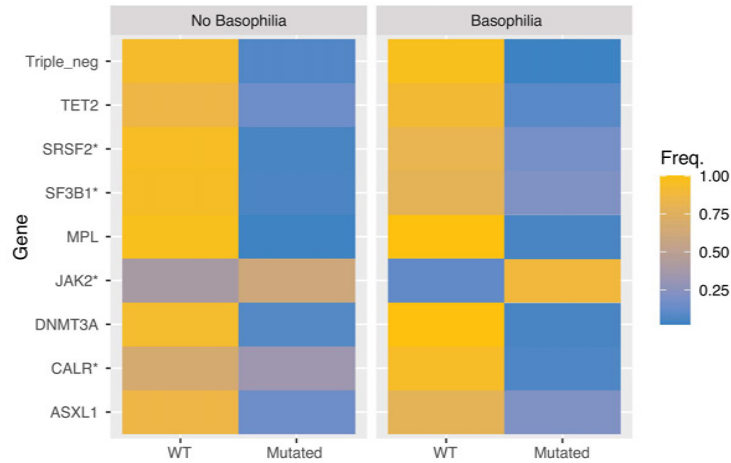 No Basophilia Basophilia
Triple_neg
TET2
SRSF2*
SF3B1*
MPL
JAK2*
DNMT3A
CALR*
ASXL1
Gene
WT Mutated WT Mutated
Freq.
1.00
0.75
0.50
0.25